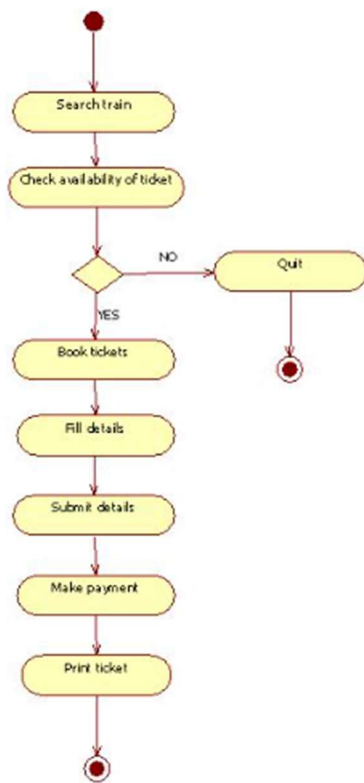 Search train
Check availability of ticket
NO
Quit
YES
Book tickets
Fill details
Submit details
Make payment
Print ticket